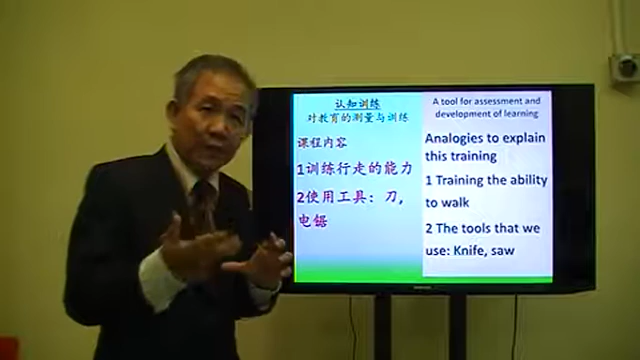 认知训练
对教育的测量与训练
课程内容
1训练行走的能力
2使用工具：刀，
电锯
A tool for assessment and
development of learning
Analogies to explain
this training
1 Training the ability
to walk
2 The tools that we
use: Knife, saw